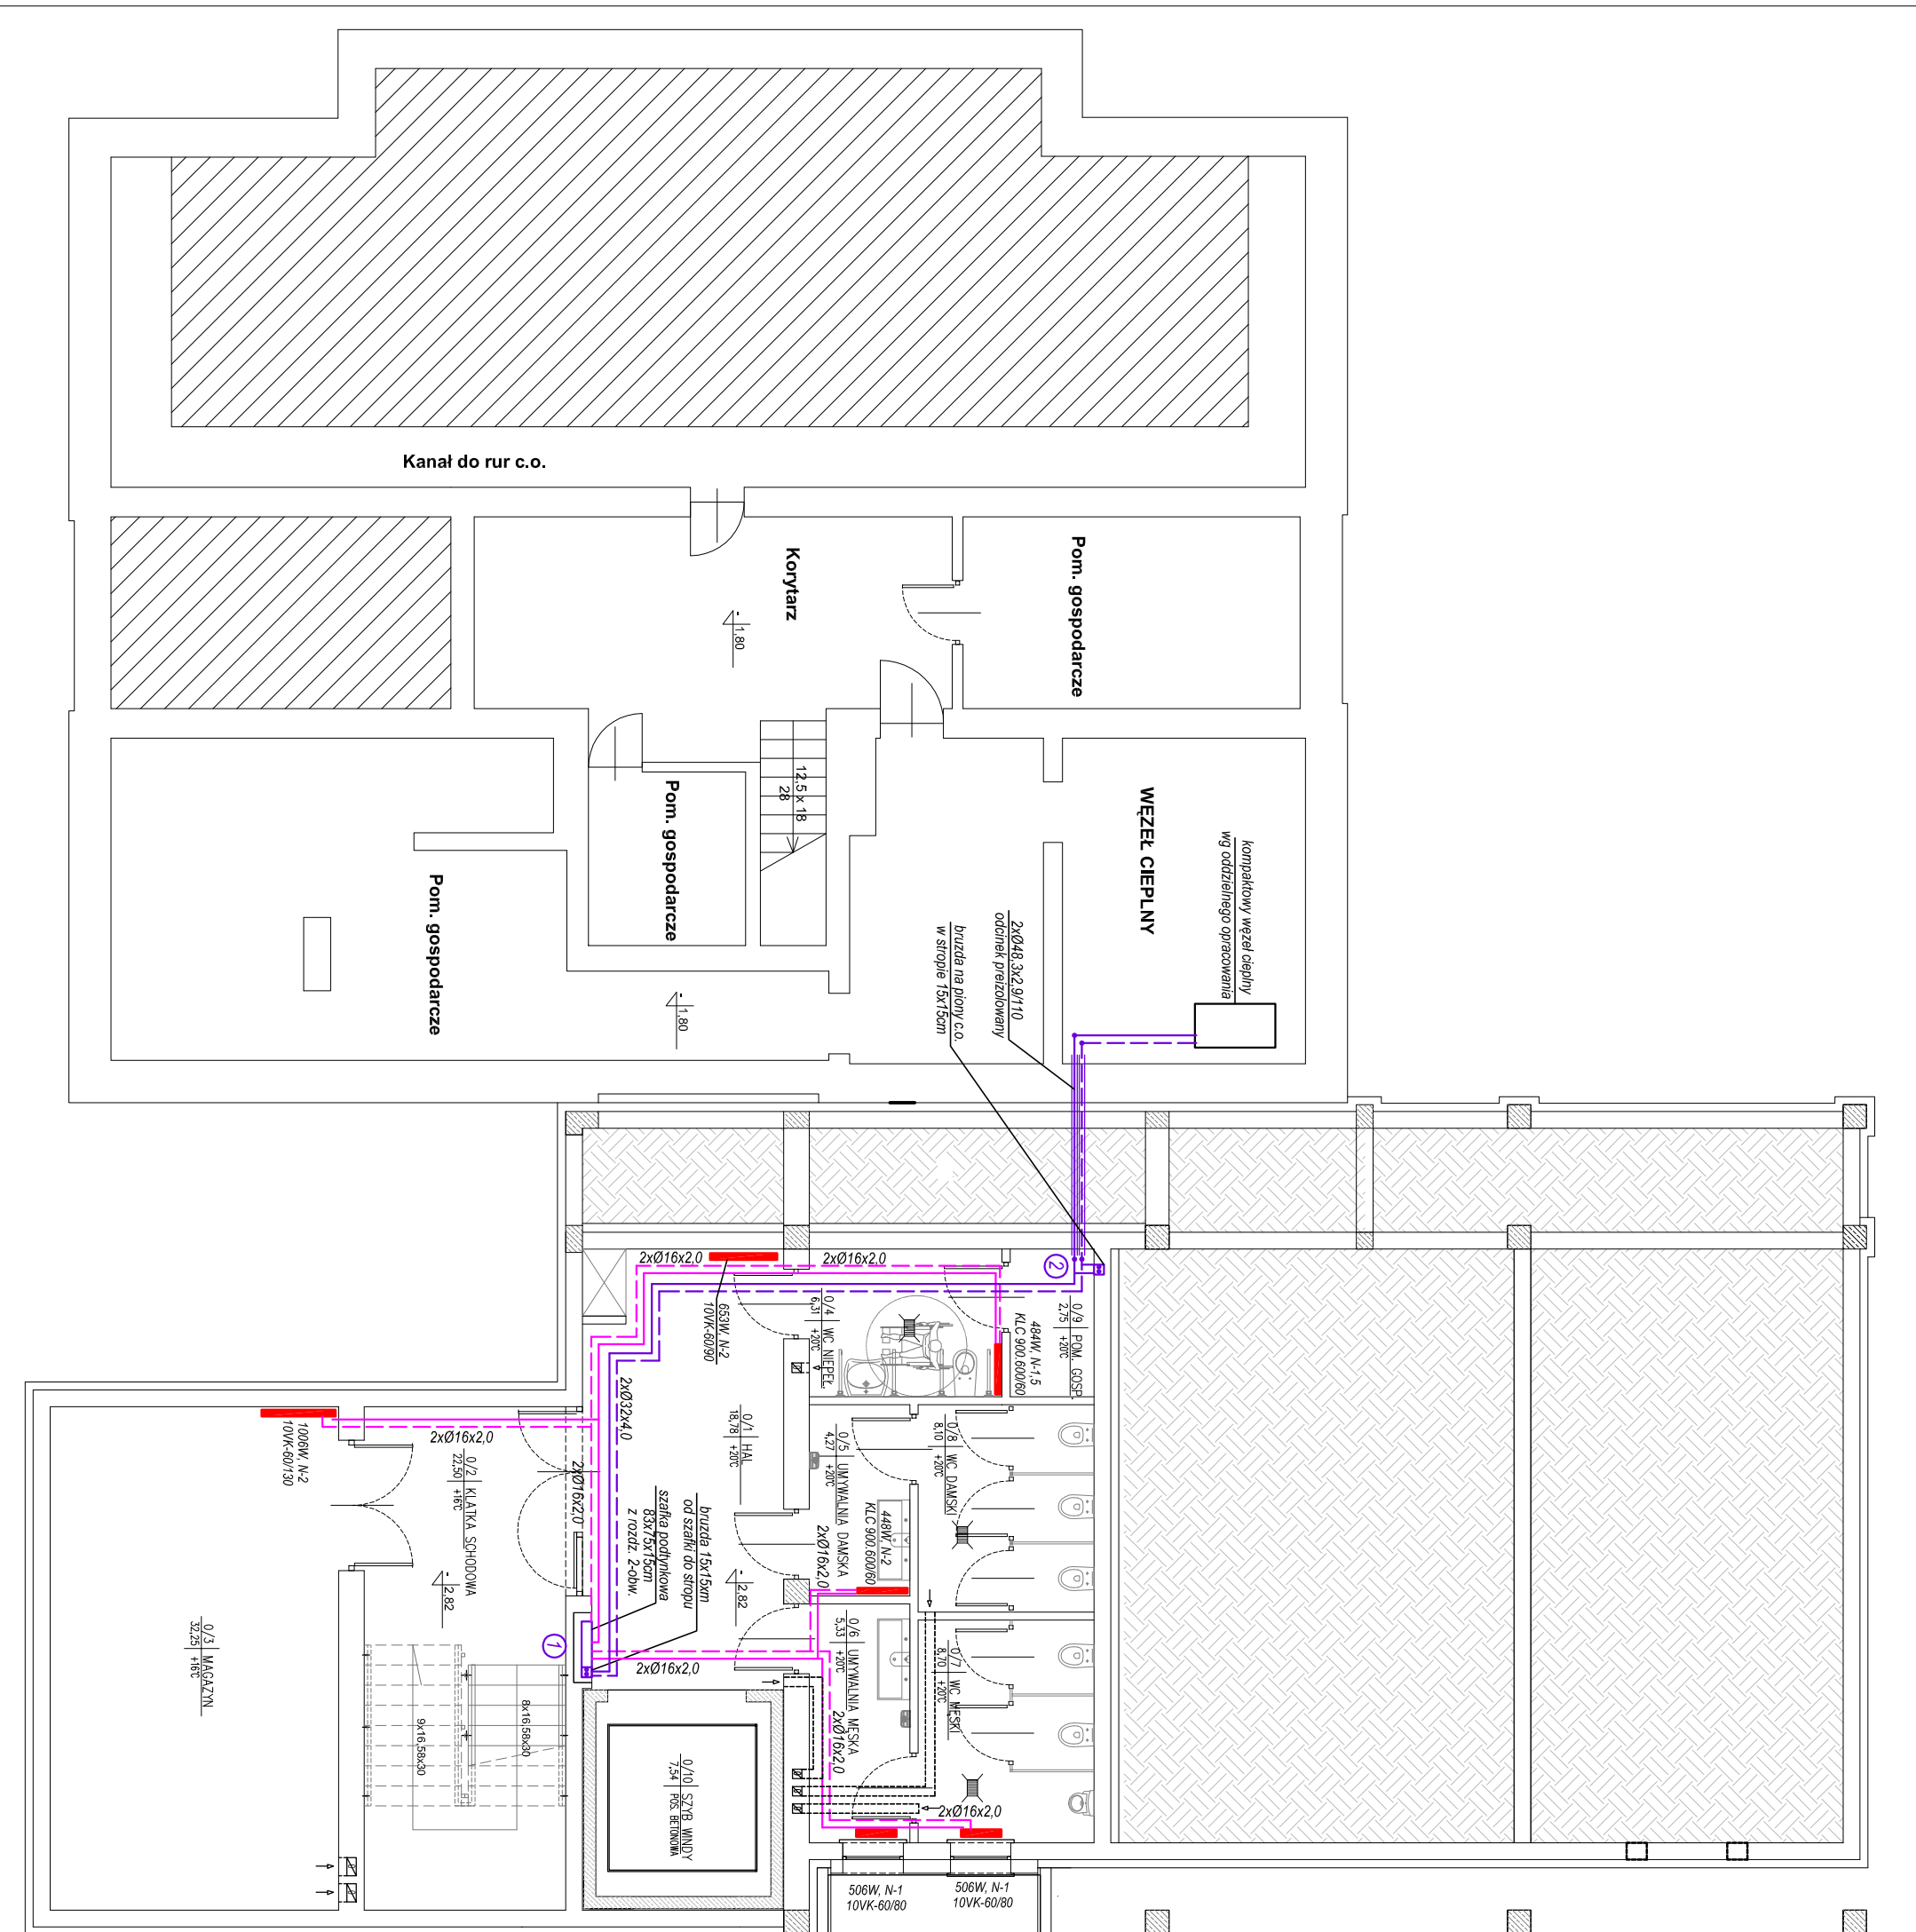 Kanał do rur c.o.
Korytarz
-
1,80
Pom. gospodarcze
12,5 x 18
28
Pom. gospodarcze
Pom. gospodarcze
-
1,80
WĘZEŁ CIEPLNY
kompaktowy węzeł cieplny
wg oddzielnego opracowania
2xØ48,3x2,9/110
odcinek preizolowany
bruzda na piony c.o.
w stropie 15x15cm
2xØ16x2,0
2xØ16x2,0
2
653W, N-2
10VK-60/90
0/4 WC NIEPEŁ.
6,31 +20°C
484W, N-1,5
KLC 900.600/60
0/9 POM. GOSP.
2,75 +20°C
2xØ32x4,0
0/1 HAL
18,78 +20°C
0/5 UMYWALNIA DAMSKA
4,27 +20°C
0/8 WC DAMSKI
8,10 +20°C
448W, N-2
KLC 900.600/60
2xØ16x2,0
1006W, N-2
10VK-60/130
2xØ16x2,0
0/2 KLATKA SCHODOWA
22,50 +16°C
2xØ16x2,0
bruzda 15x15xm
od szafki do stropu
szafka podtynkowa
83x75x15cm
z rozdz. 2-obw.
-
2,82
-
2,82
1
2xØ16x2,0
0/3 MAGAZYN
32,25 +16°C
8x16,58x30
9x16,58x30
0/10 SZYB WINDY
7,54 POS. BETONOWA
0/6 UMYWALNIA MĘSKA
5,33 +20°C
2xØ16x2,0
0/7 WC MĘSKI
8,70 +20°C
2xØ16x2,0
506W, N-1
10VK-60/80
506W, N-1
10VK-60/80